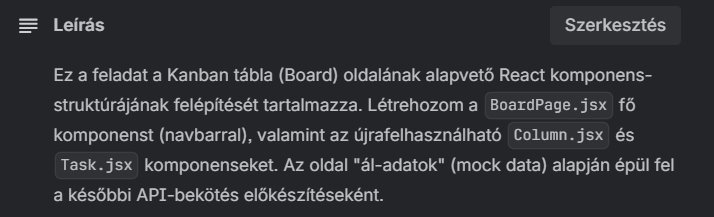 Leírás
Szerkesztés
Ez a feladat a Kanban tábla (Board) oldalának alapvető React komponens-
struktúrájának felépítését tartalmazza. Létrehozom a BoardPage.jsx fő
komponenst (navbarral), valamint az újrafelhasználható Column.jsx és
Task.jsx komponenseket. Az oldal "ál-adatok" (mock data) alapján épül fel
a későbbi API-bekötés előkészítéseként.